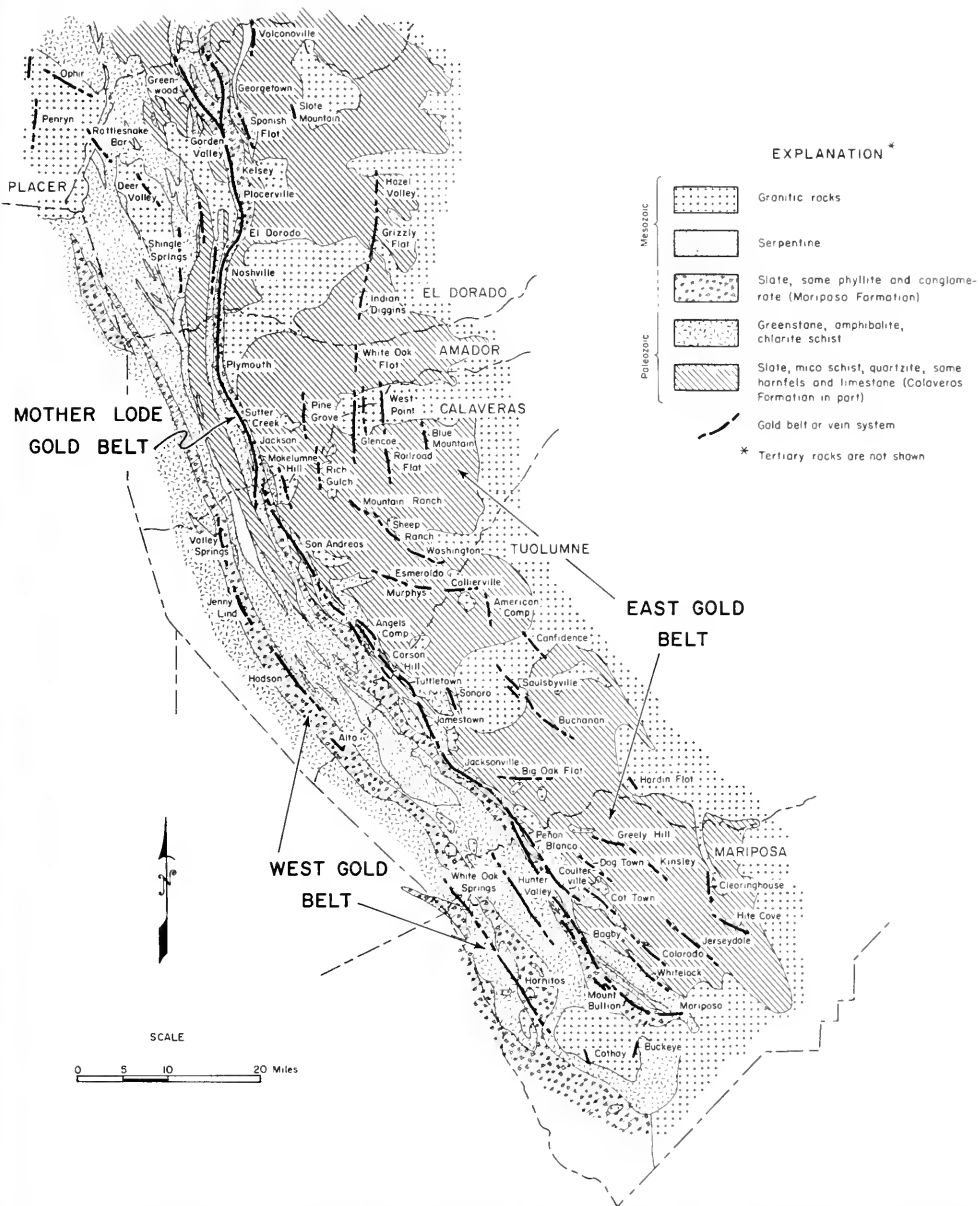 Volcanoville
Ophir
Green-
wood
Georgetown
Slate
Mountain
Penryn
Rattlesnake
Bar
Spanish
Flat
Garden
Valley
Kelsey
PLACER
Deer
Valley
Placerville
Hazel
Valley
Shingle
Springs
El Dorado
Grizzly
Flat
Nashville
Indian
Diggins
EL DORADO
White Oak
Flat
AMADOR
Plymouth
MOTHER LODE
GOLD BELT
Sutter
Creek
Pine
Grove
West
Point
CALAVERAS
Jackson
Glencoe
Blue
Mountain
Mokelumne
Hill
Rich
Gulch
Railroad
Flat
Mountain Ranch
Sheep
Ranch
Valley
Springs
San Andreas
Washington
TUOLUMNE
Esmeralda
Collierville
Murphys
Jenny
Lind
American
Camp
EAST GOLD
BELT
Angels
Camp
Confidence
Carson
Hill
Hodson
Tuttletown
Sonora
Soulsbyville
Jamestown
Buchanan
Alto
Jacksonville
Big Oak Flat
Hardin Flat
Penon
Blanco
Greely Hill
MARIPOSA
WEST GOLD
BELT
White Oak
Springs
Hunter
Valley
Coulter-
ville
Dog Town
Kinsley
Cat Town
Clearinghouse
Hite Cove
Bagby
Jerseydale
Colorado
Whitlock
Hornitos
Mount
Bullion
Mariposa
Cathay
Buckeye
SCALE
0 5 10 20 Miles
EXPLANATION *
Mesozoic
Granitic rocks
Serpentine
Slate, some phyllite and conglome-
rate (Mariposa Formation)
Paleozoic
Greenstone, amphibolite,
chlorite schist
Slate, mica schist, quartzite, some
hornfels and limestone (Calaveras
Formation in part)
Gold belt or vein system
* Tertiary rocks are not shown